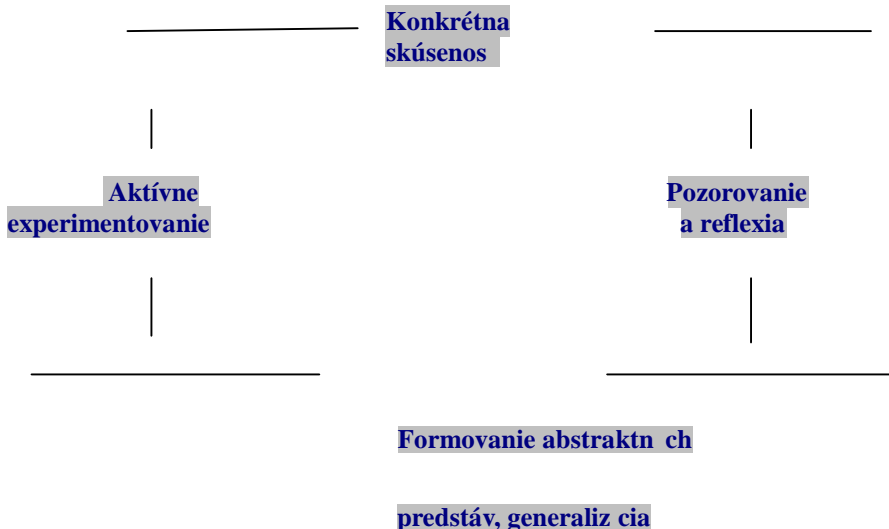 Konkrétna
skúsenos
Aktívne
experimentovanie
Pozorovanie
a reflexia
Formovanie abstraktn ch
predstáv, generaliz cia